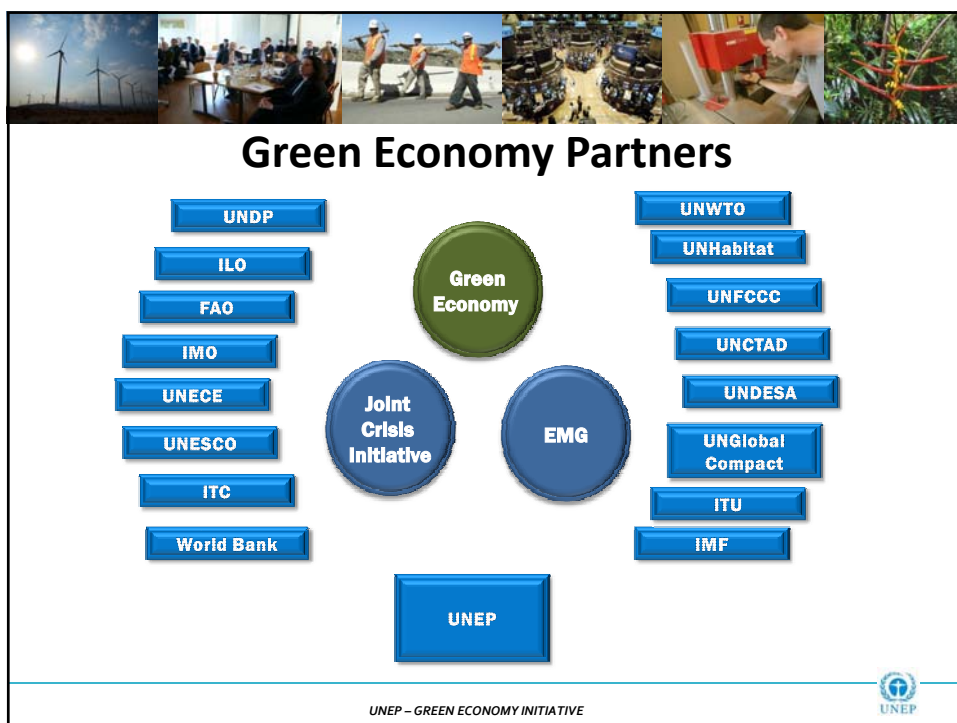 Green Economy Partners
UNDP
ILO
FAO
IMO
UNECE
UNESCO
ITC
World Bank
Green
Economy
Joint
Crisis
Initiative
EMG
UNWTO
UNHabitat
UNFCCC
UNCTAD
UNDESA
UNGlobal
Compact
ITU
IMF
UNEP
UNEP – GREEN ECONOMY INITIATIVE
UNEP